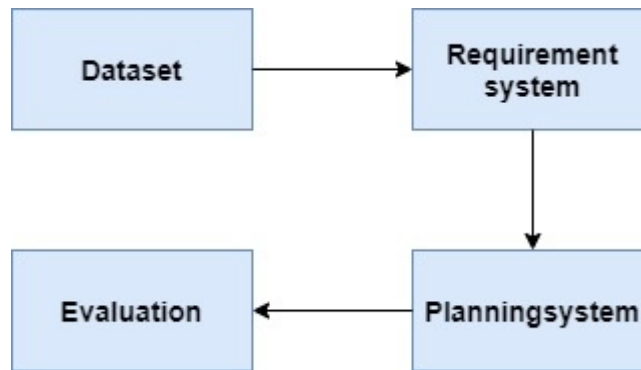 Dataset
Requirement
system
Evaluation
Planningsystem